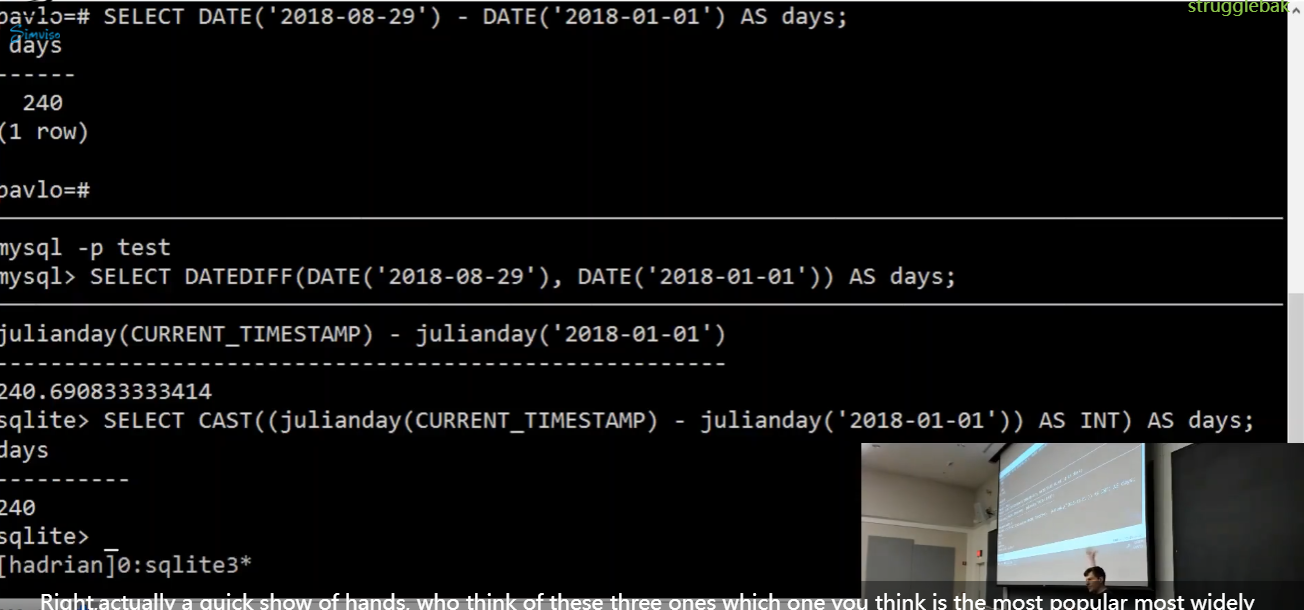 pavlo=# SELECT DATE('2018-08-29') - DATE('2018-01-01') AS days;
strugglebak
Simviso
days
------
240
(1 row)
pavlo=#
mysql -p test
mysql> SELECT DATEDIFF(DATE('2018-08-29'), DATE('2018-01-01')) AS days;
julianday(CURRENT_TIMESTAMP) - julianday('2018-01-01')
-----------------------------------------------------
240.690833333414
sqlite> SELECT CAST((julianday(CURRENT_TIMESTAMP) - julianday('2018-01-01')) AS INT) AS days;
days
----------
240
sqlite> _
[hadrian]0:sqlite3*
Right,actually a quick show of hands, who think of these three ones which one you think is the most popular most widely